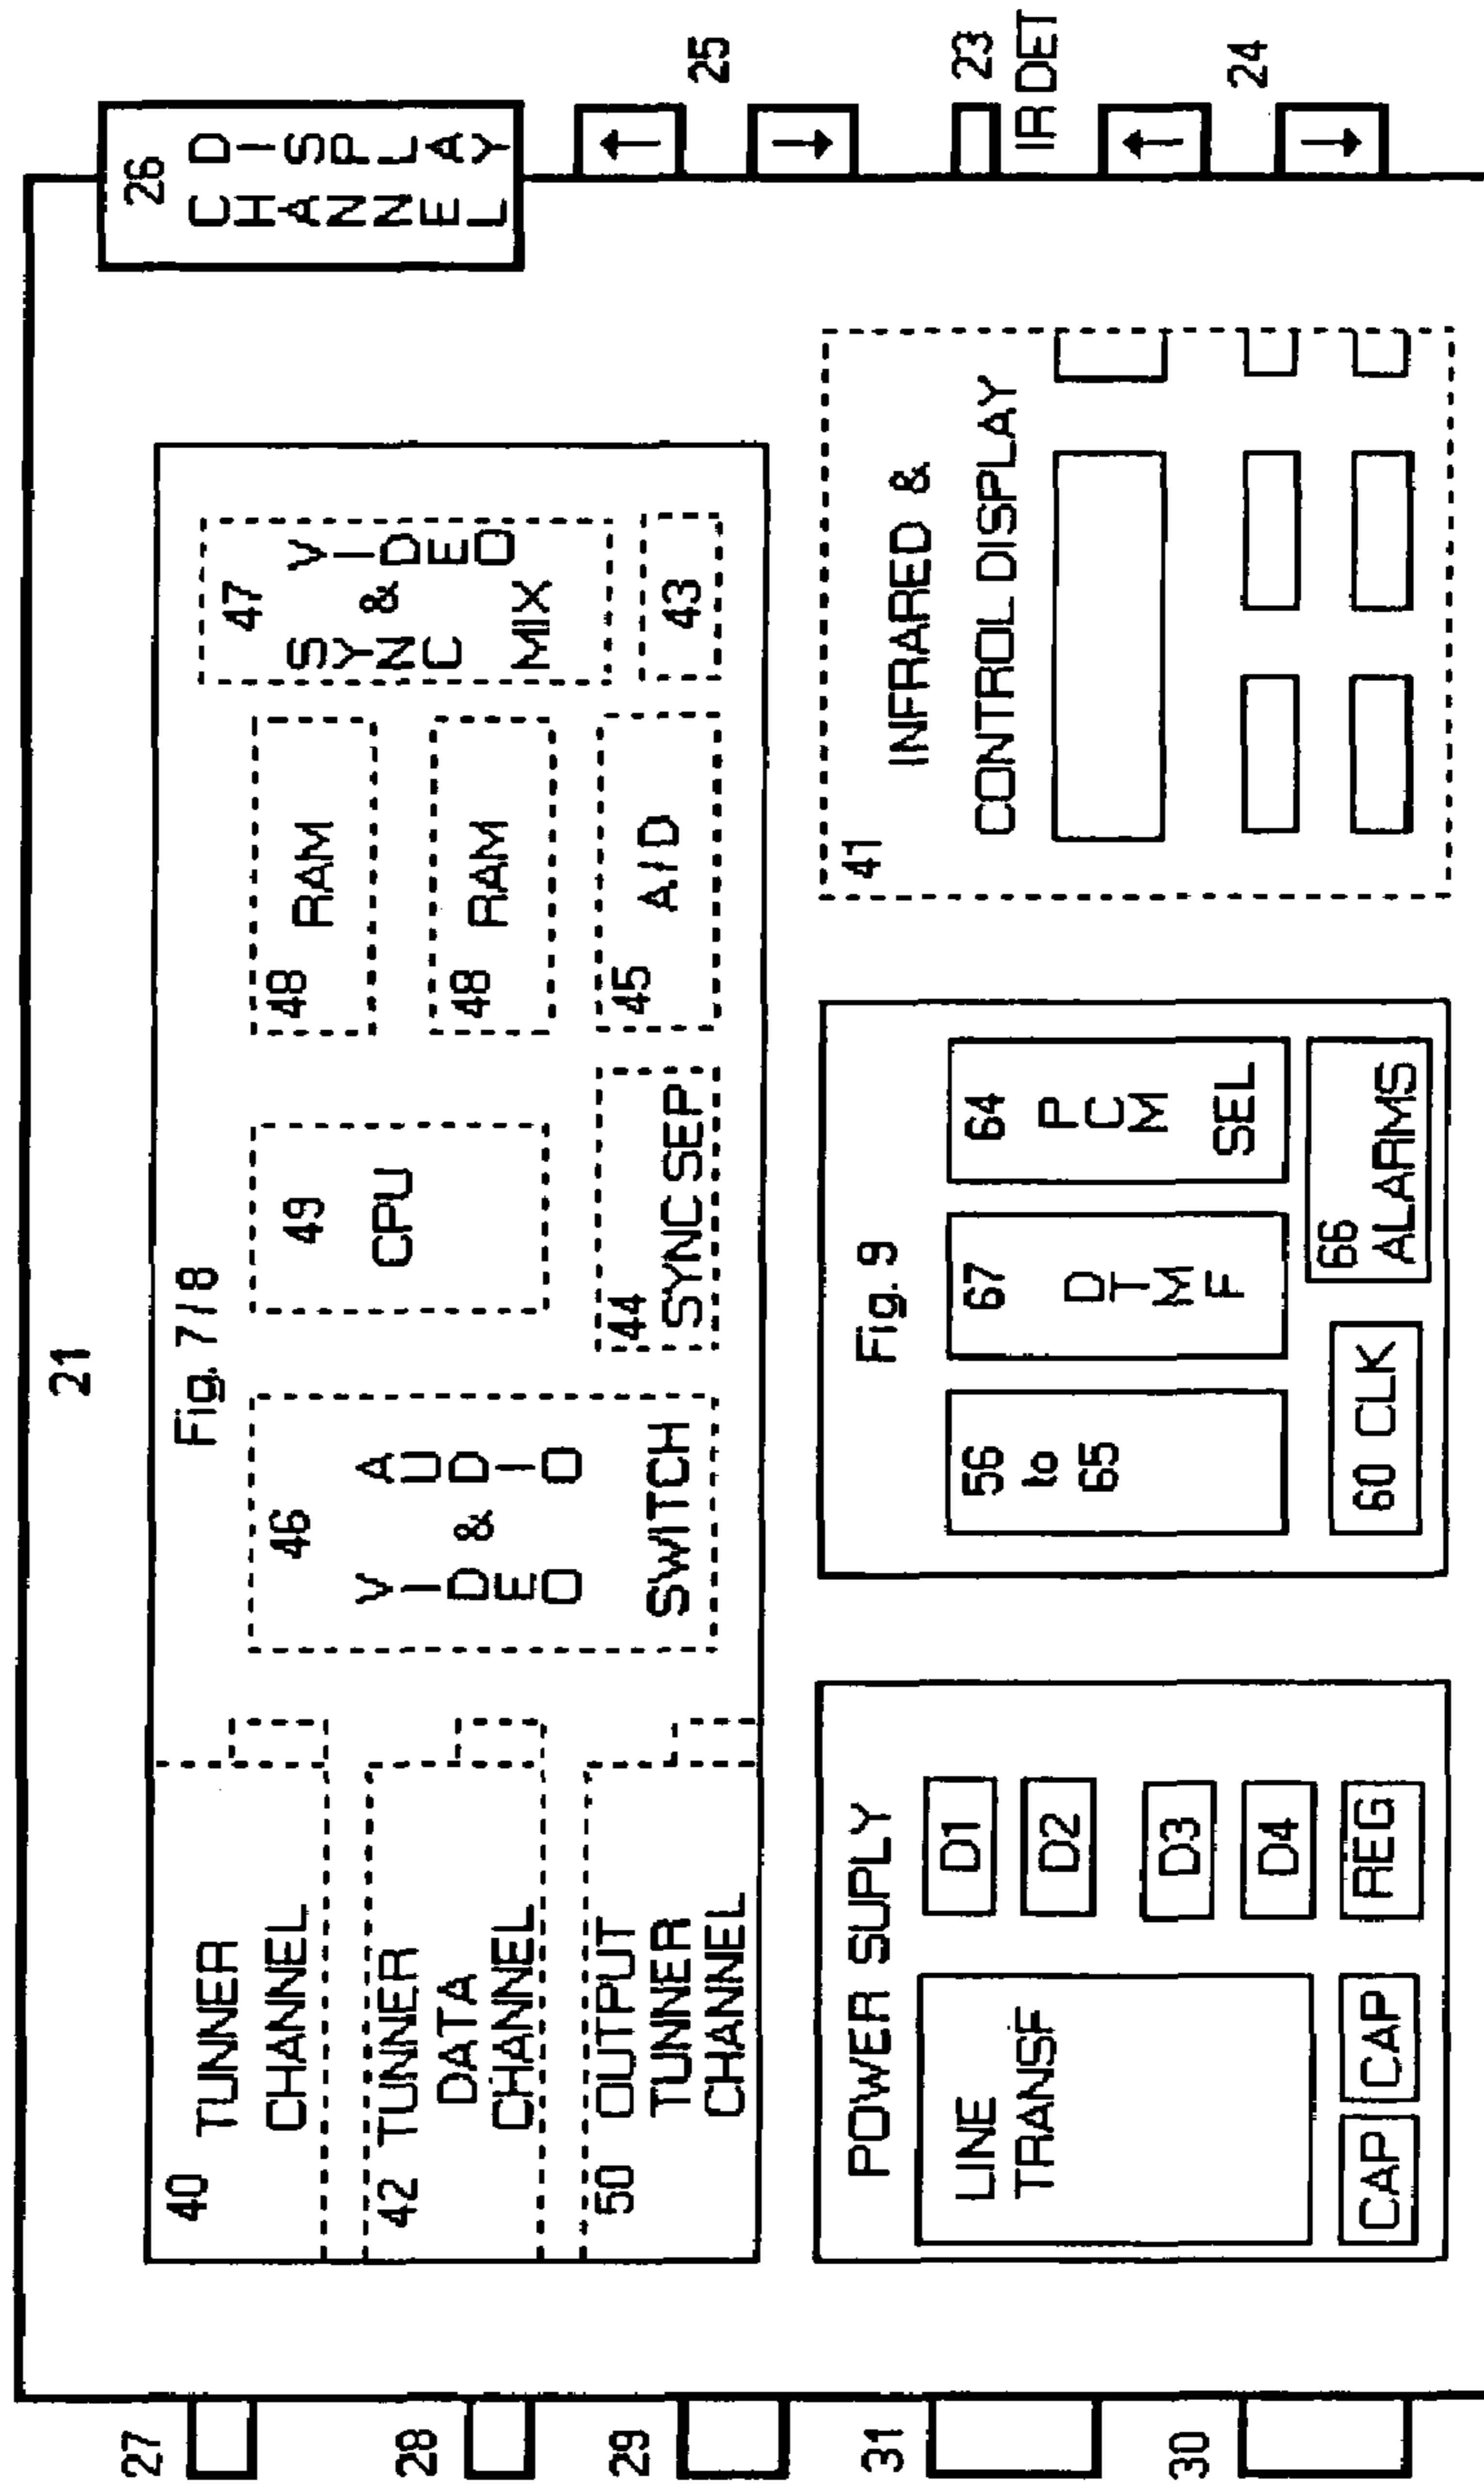 21
Fig. 7/8
40 TUNNER
CHANNEL
42 TUNNER
DATA
CHANNEL
50 OUTPUT
TUNNER
CHANNEL
46
VIDEO & AUDIO
SWITCH
49
CPU
44
SYNC SEP
48
RAM
48
RAM
45 A/D
47
SYNC & VIDEO
MIX
43
26
CHANNEL DISPLAY
25
23
IR DET
24
27
28
29
31
30
POWER SUPPLY
LINE
TRANSF
D1
D2
D3
D4
REG
CAP
CAP
Fig. 9
56
to
65
67
DTMF
64
PCM
SEL
60 CLK
66
ALARMS
41
INFRARED &
CONTROL DISPLAY